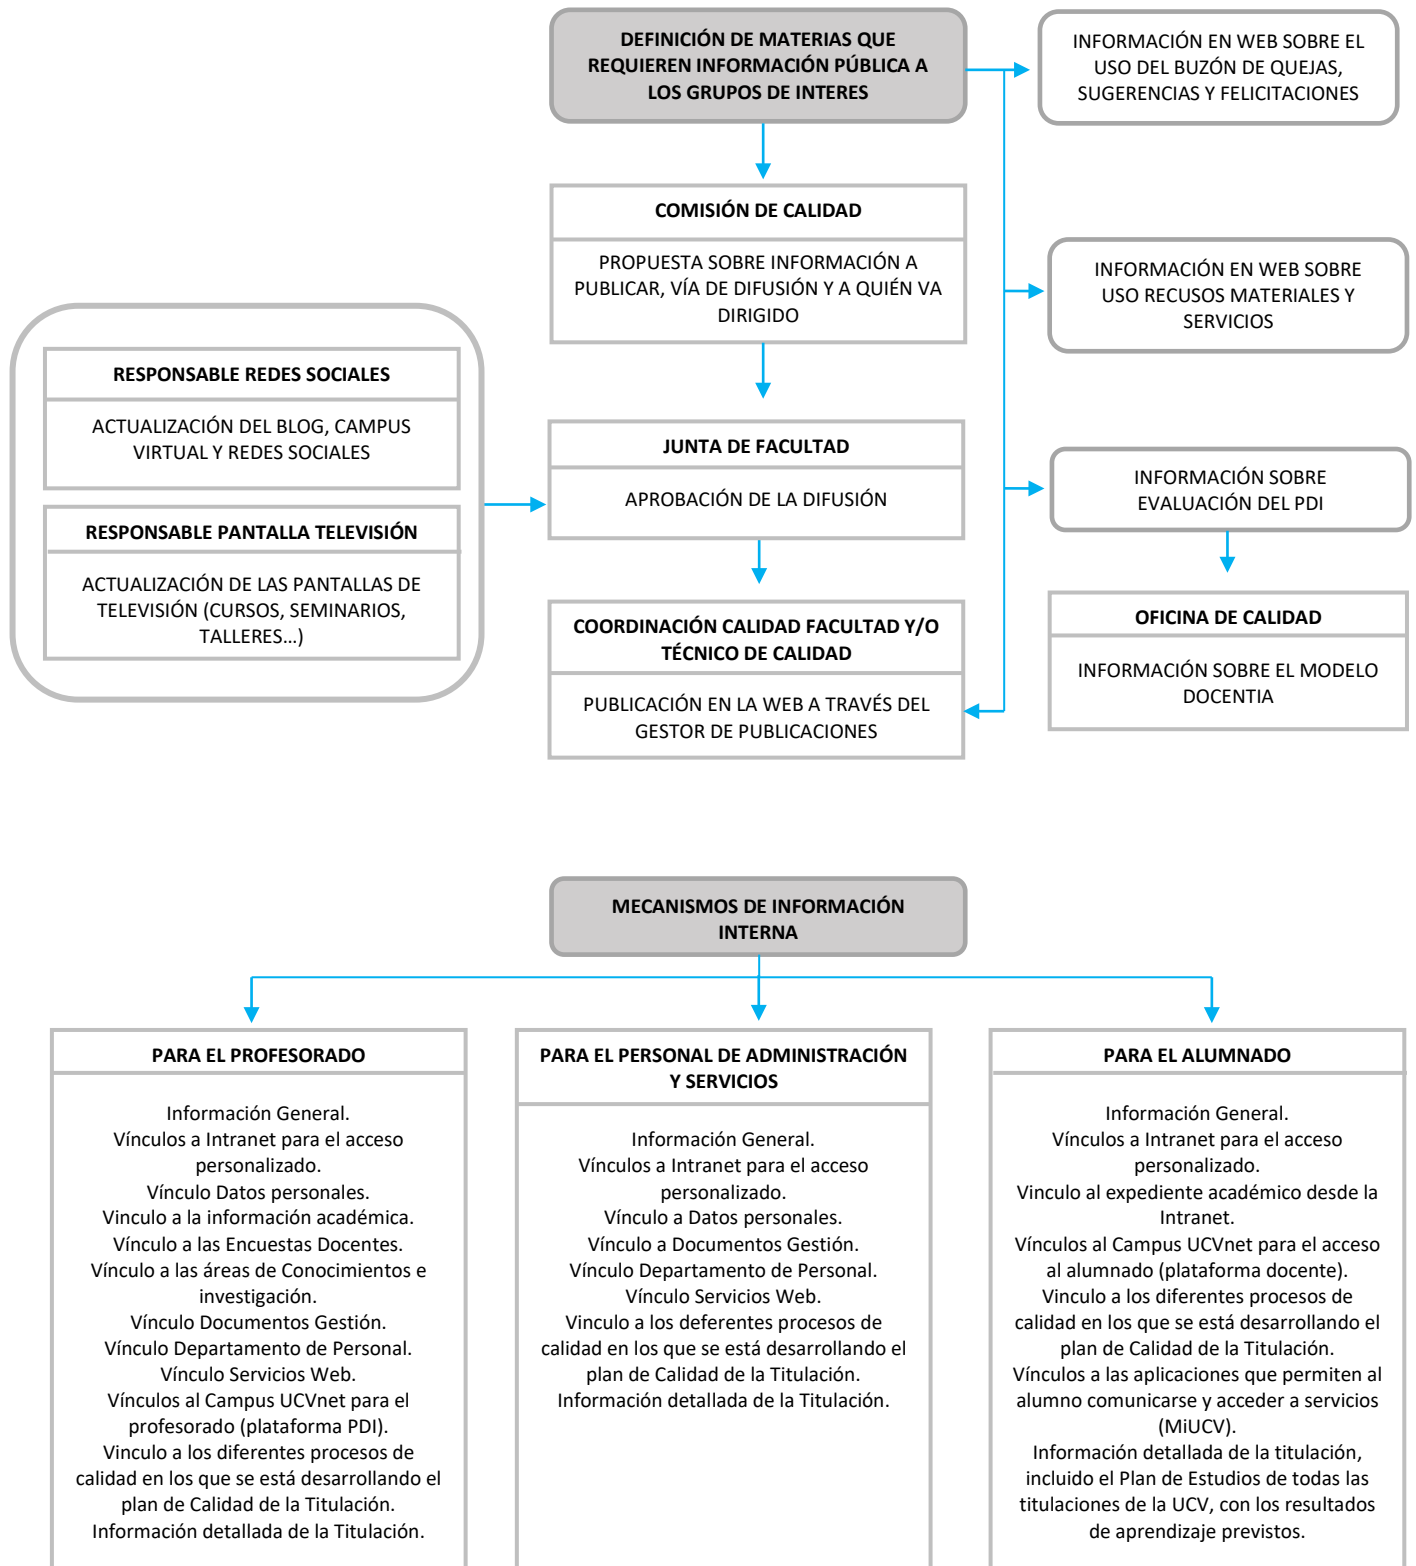 DEFINICIÓN DE MATERIAS QUE
REQUIEREN INFORMACIÓN PÚBLICA A
LOS GRUPOS DE INTERES
INFORMACIÓN EN WEB SOBRE EL
USO DEL BUZÓN DE QUEJAS,
SUGERENCIAS Y FELICITACIONES
COMISIÓN DE CALIDAD
PROPUESTA SOBRE INFORMACIÓN A
PUBLICAR, VÍA DE DIFUSIÓN Y A QUIÉN VA
DIRIGIDO
INFORMACIÓN EN WEB SOBRE
USO RECUSOS MATERIALES Y
SERVICIOS
RESPONSABLE REDES SOCIALES
ACTUALIZACIÓN DEL BLOG, CAMPUS
VIRTUAL Y REDES SOCIALES
RESPONSABLE PANTALLA TELEVISIÓN
ACTUALIZACIÓN DE LAS PANTALLAS DE
TELEVISIÓN (CURSOS, SEMINARIOS,
TALLERES…)
JUNTA DE FACULTAD
APROBACIÓN DE LA DIFUSIÓN
INFORMACIÓN SOBRE
EVALUACIÓN DEL PDI
COORDINACIÓN CALIDAD FACULTAD Y/O
TÉCNICO DE CALIDAD
PUBLICACIÓN EN LA WEB A TRAVÉS DEL
GESTOR DE PUBLICACIONES
OFICINA DE CALIDAD
INFORMACIÓN SOBRE EL MODELO
DOCENTIA
MECANISMOS DE INFORMACIÓN
INTERNA
PARA EL PROFESORADO
Información General.
Vínculos a Intranet para el acceso
personalizado.
Vínculo Datos personales.
Vinculo a la información académica.
Vínculo a las Encuestas Docentes.
Vínculo a las áreas de Conocimientos e
investigación.
Vínculo Documentos Gestión.
Vínculo Departamento de Personal.
Vínculo Servicios Web.
Vínculos al Campus UCVnet para el
profesorado (plataforma PDI).
Vinculo a los diferentes procesos de
calidad en los que se está desarrollando el
plan de Calidad de la Titulación.
Información detallada de la Titulación.
PARA EL PERSONAL DE ADMINISTRACIÓN
Y SERVICIOS
Información General.
Vínculos a Intranet para el acceso
personalizado.
Vínculo a Datos personales.
Vínculo a Documentos Gestión.
Vínculo Departamento de Personal.
Vínculo Servicios Web.
Vinculo a los deferentes procesos de
calidad en los que se está desarrollando el
plan de Calidad de la Titulación.
Información detallada de la Titulación.
PARA EL ALUMNADO
Información General.
Vínculos a Intranet para el acceso
personalizado.
Vinculo al expediente académico desde la
Intranet.
Vínculos al Campus UCVnet para el acceso
al alumnado (plataforma docente).
Vinculo a los diferentes procesos de
calidad en los que se está desarrollando el
plan de Calidad de la Titulación.
Vínculos a las aplicaciones que permiten al
alumno comunicarse y acceder a servicios
(MiUCV).
Información detallada de la titulación,
incluido el Plan de Estudios de todas las
titulaciones de la UCV, con los resultados
de aprendizaje previstos.